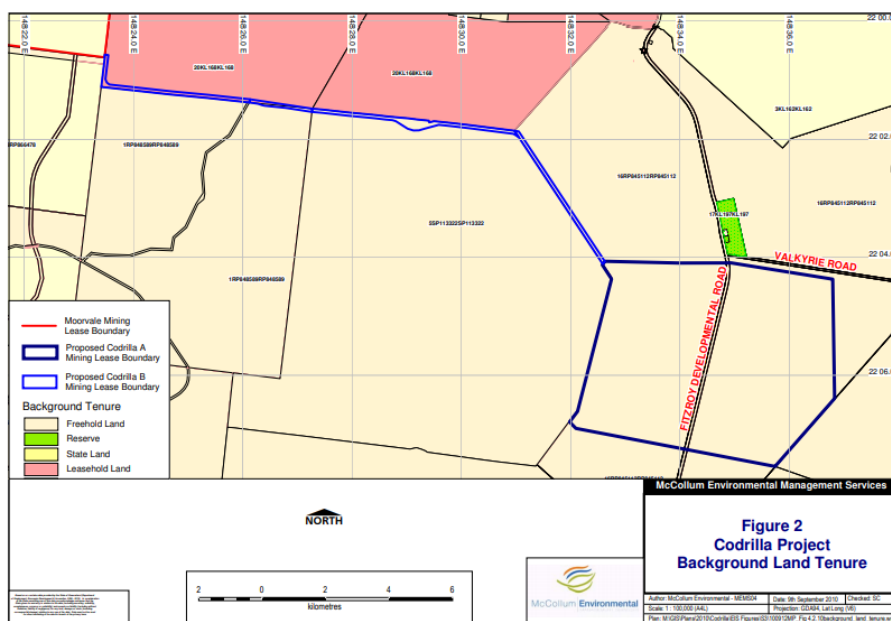 148 22.0 E
148 24.0 E
148 26.0 E
148 28.0 E
148 30.0 E
148 32.0 E
148 34.0 E
148 36.0 E
22 00.
20KL168KL168
20KL168KL168
3KL162KL162
22 02.
1RP848589RP848589
16RP845112RP845112
16RP845112RP845112
17KL197KL197
5SP113322SP113322
22 04.
VALKYRIE ROAD
1RP848589RP848589
FITZROY DEVELOPMENTAL ROAD
22 06.
Moorvale Mining
Lease Boundary
Proposed Codrilla A
Mining Lease Boundary
Proposed Codrilla B
Mining Lease Boundary
Background Tenure
Freehold Land
Reserve
State Land
Leasehold Land
NORTH
2 0 2 4 6
kilometres
McCollum Environmental
McCollum Environmental Management Services
Figure 2
Codrilla Project
Background Land Tenure
Author: McCollum Environmental - MEMS04 Date: 9th September 2010 Checked: SC
Scale: 1 : 100,000 (A4L) Projection: GDA94, Lat Long (V6)